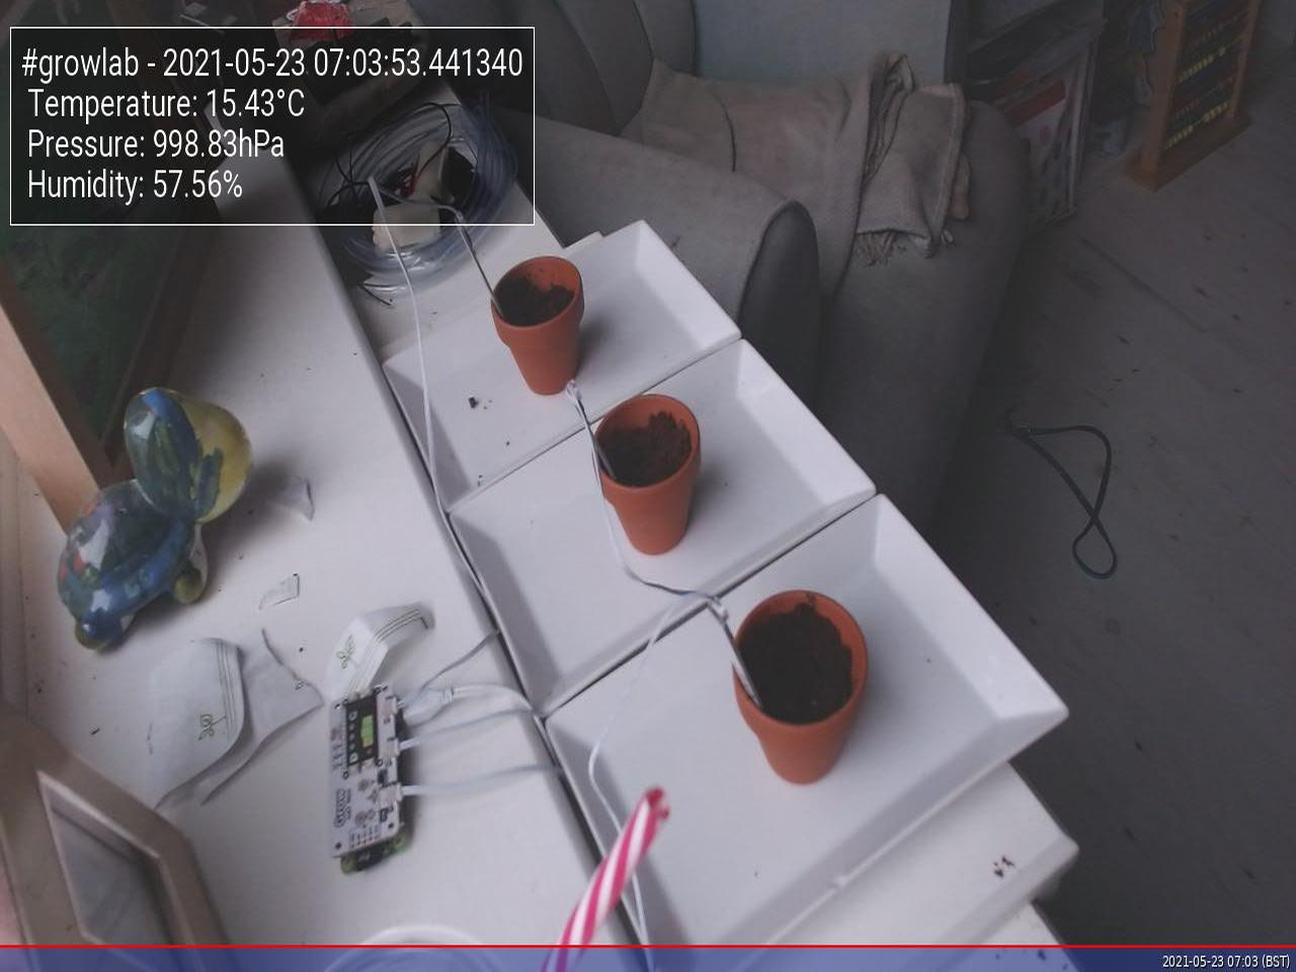 #growlab - 2021-05-23 07:03:53.441340
Temperature: 15.43°C
Pressure: 998.83hPa
Humidity: 57.56%
2021-05-23 07:03 (BST)